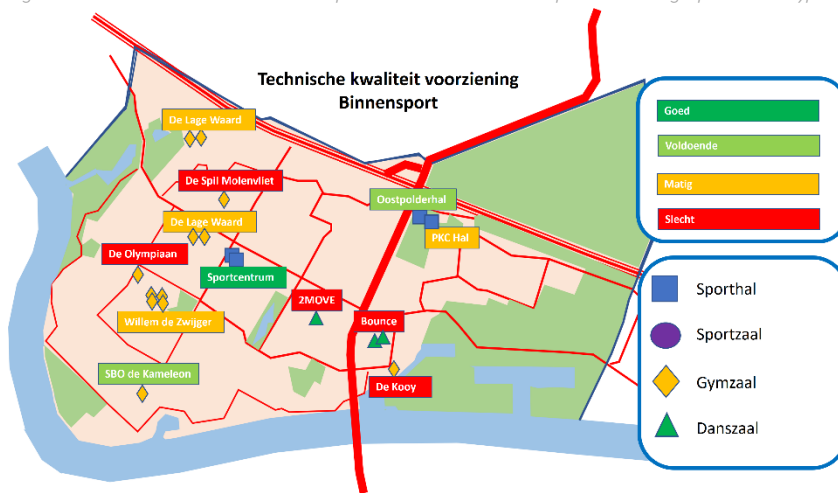 Technische kwaliteit voorziening
Binnensport
Goed
Voldoende
Matig
Slecht
De Lage Waard
De Spil Molenvliet
De Lage Waard
De Olympiaan
Sportcentrum
Willem de Zwijger
SBO de Kameleon
2MOVE
Bounce
De Kooy
Oostpolderhal
PKC Hal
Sporthal
Sportzaal
Gymzaal
Danszaal